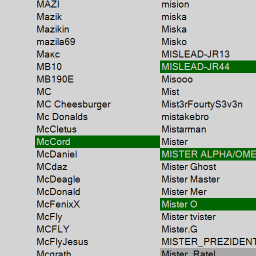 MAZI
Mazik
Mazikin
mazila69
Макс
MB10
MB190E
MC
MC Cheesburger
Mc Donalds
McCletus
McCord
McDaniel
MCdaz
McDeagle
McDonald
McFenixX
McFly
MCFLY
McFlyJesus
Mcgrath
mision
miska
miska
Misko
MISLEAD-JR13
MISLEAD-JR44
Misooo
Mist
Mist3rFourtyS3v3n
mistakebro
Mistarman
Mister
MISTER ALPHA/OME
Mister Ghost
Mister Master
Mister Mer
Mister O
Mister tvister
Mister.G
MISTER_PREZIDENT
Mister_Ratel